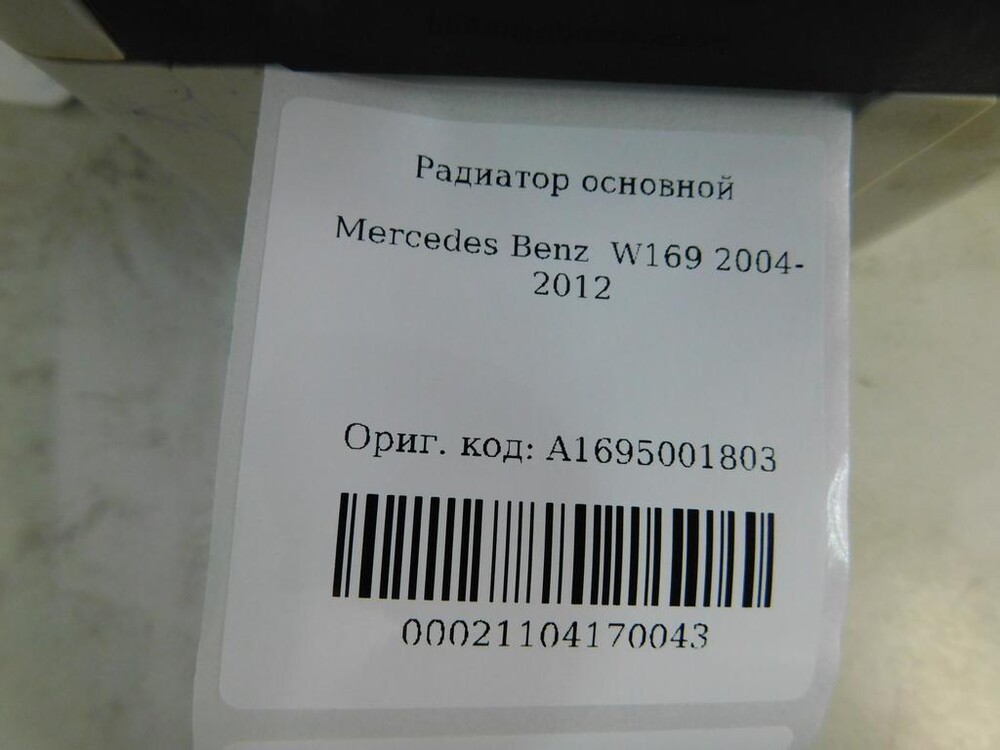 Радиатор основной
Mercedes Benz W169 2004-
2012
Ориг. код: A1695001803
00021104170043